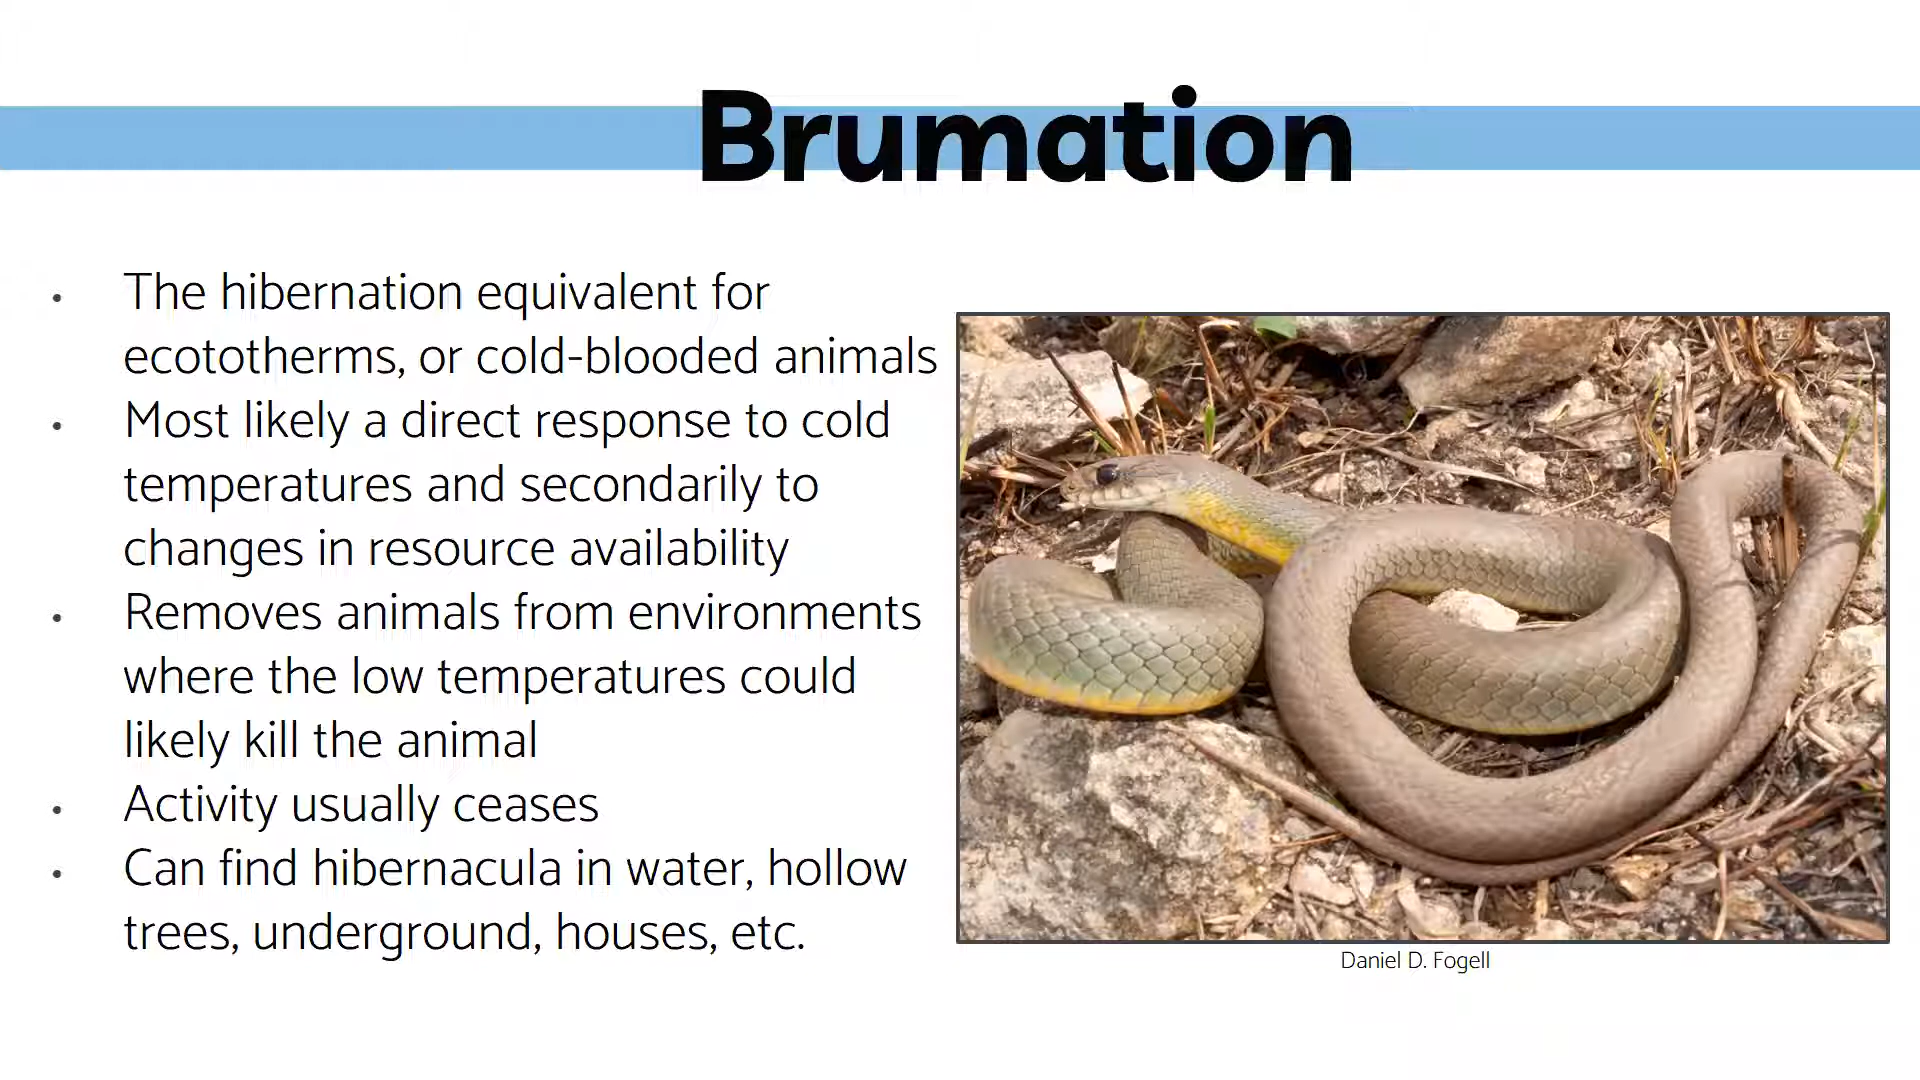 Brumation
• The hibernation equivalent for
ecototherms, or cold-blooded animals
• Most likely a direct response to cold
temperatures and secondarily to
changes in resource availability
• Removes animals from environments
where the low temperatures could
likely kill the animal
• Activity usually ceases
• Can find hibernacula in water, hollow
trees, underground, houses, etc.
Daniel D. Fogell